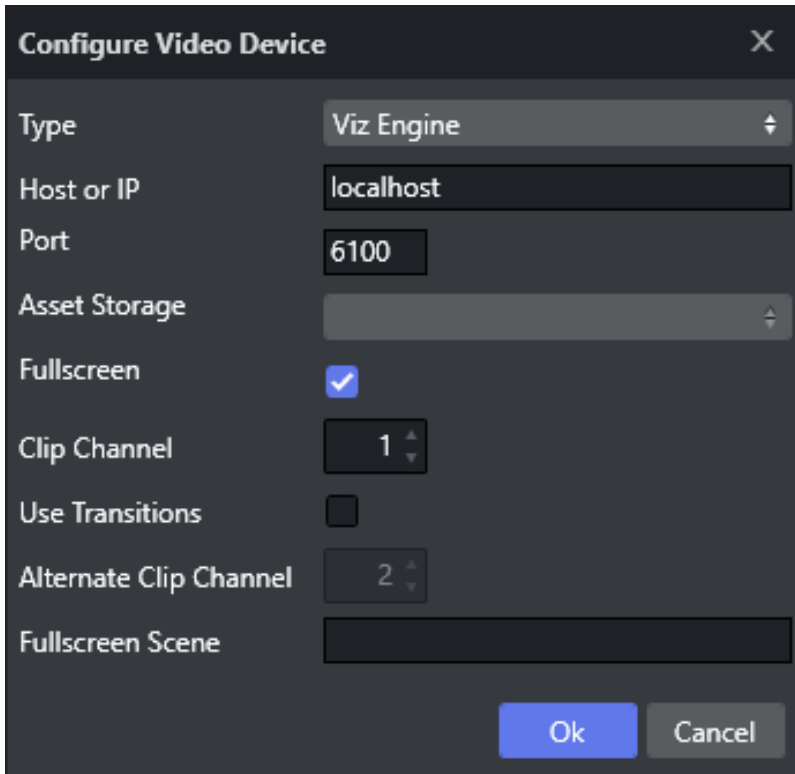 Configure Video Device
Type Viz Engine
Host or IP localhost
Port 6100
Asset Storage
Fullscreen
Clip Channel 1
Use Transitions
Alternate Clip Channel 2
Fullscreen Scene
Ok Cancel